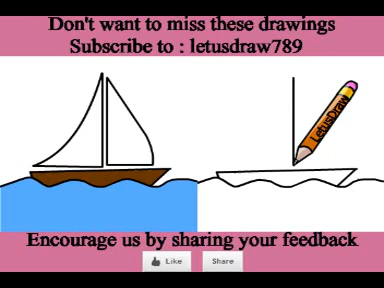 Don't want to miss these drawings
Subscribe to : letusdraw789
LetusDraw
Encourage us by sharing your feedback
Like
Share